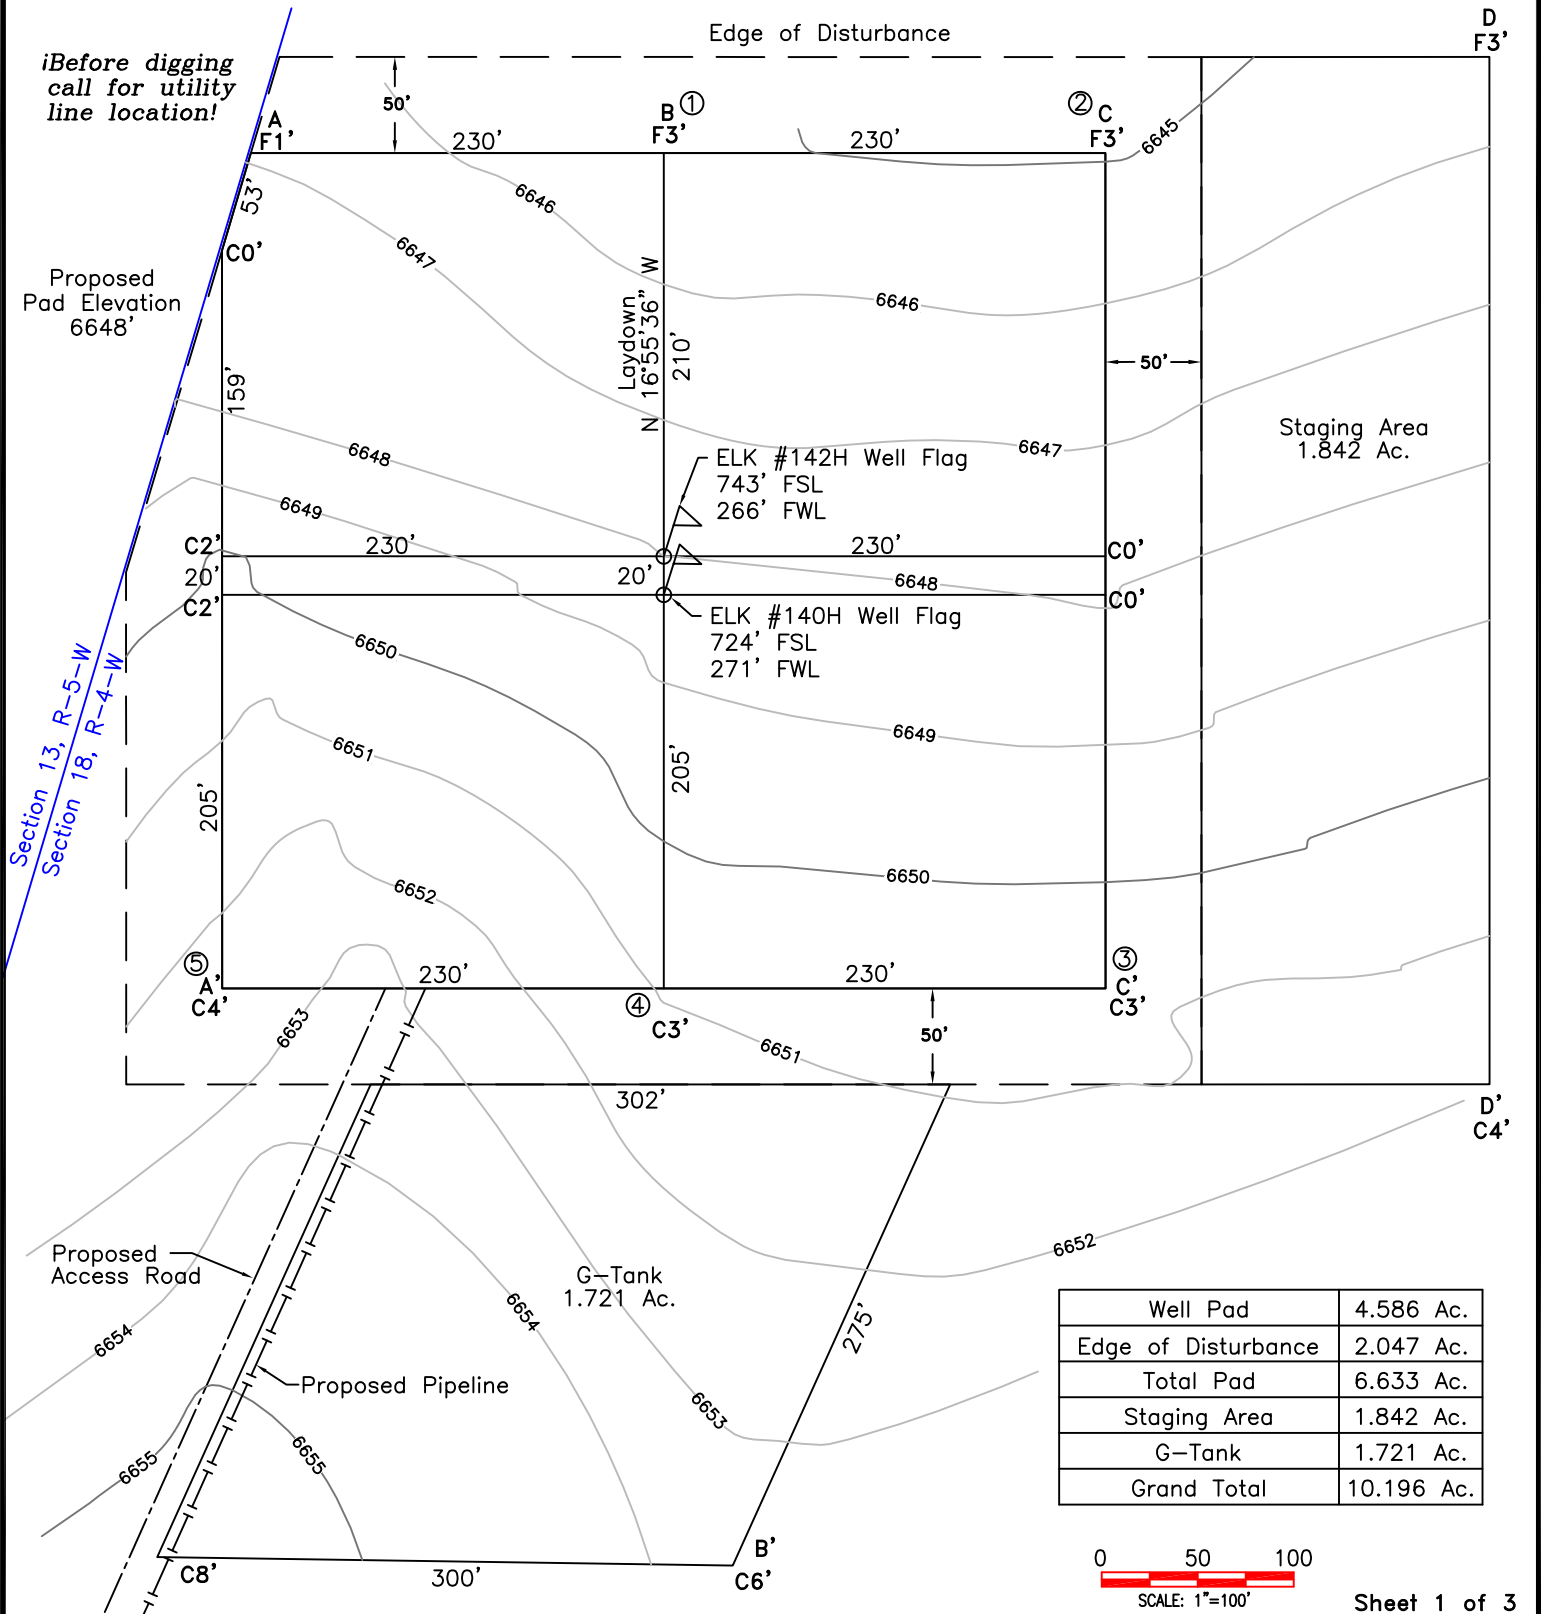 Edge of Disturbance
D
F3'
¡Before digging
call for utility
line location!
50'
A
F1'
230'
B
F3'
①
230'
②
C
F3'
6645
53'
6646
C0'
6647
Proposed
Pad Elevation
6648'
Laydown
N 16°55'36" W
210'
6646
50'
159'
6648
6647
Staging Area
1.842 Ac.
ELK #142H Well Flag
743' FSL
266' FWL
6649
C2'
230'
230'
C0'
20'
20'
6648
C2'
C0'
ELK #140H Well Flag
724' FSL
271' FWL
6650
Section 13, R-5-W
Section 18, R-4-W
6651
6649
205'
205'
6652
6650
⑤
A'
C4'
230'
230'
③
C'
C3'
④
C3'
6653
6651
50'
302'
D'
C4'
Proposed
Access Road
6652
G-Tank
1.721 Ac.
6654
6654
275'
Proposed Pipeline
6653
6655
6655
C8'
300'
B'
C6'
Well Pad 4.586 Ac.
Edge of Disturbance 2.047 Ac.
Total Pad 6.633 Ac.
Staging Area 1.842 Ac.
G-Tank 1.721 Ac.
Grand Total 10.196 Ac.
0 50 100
SCALE: 1"=100'
Sheet 1 of 3